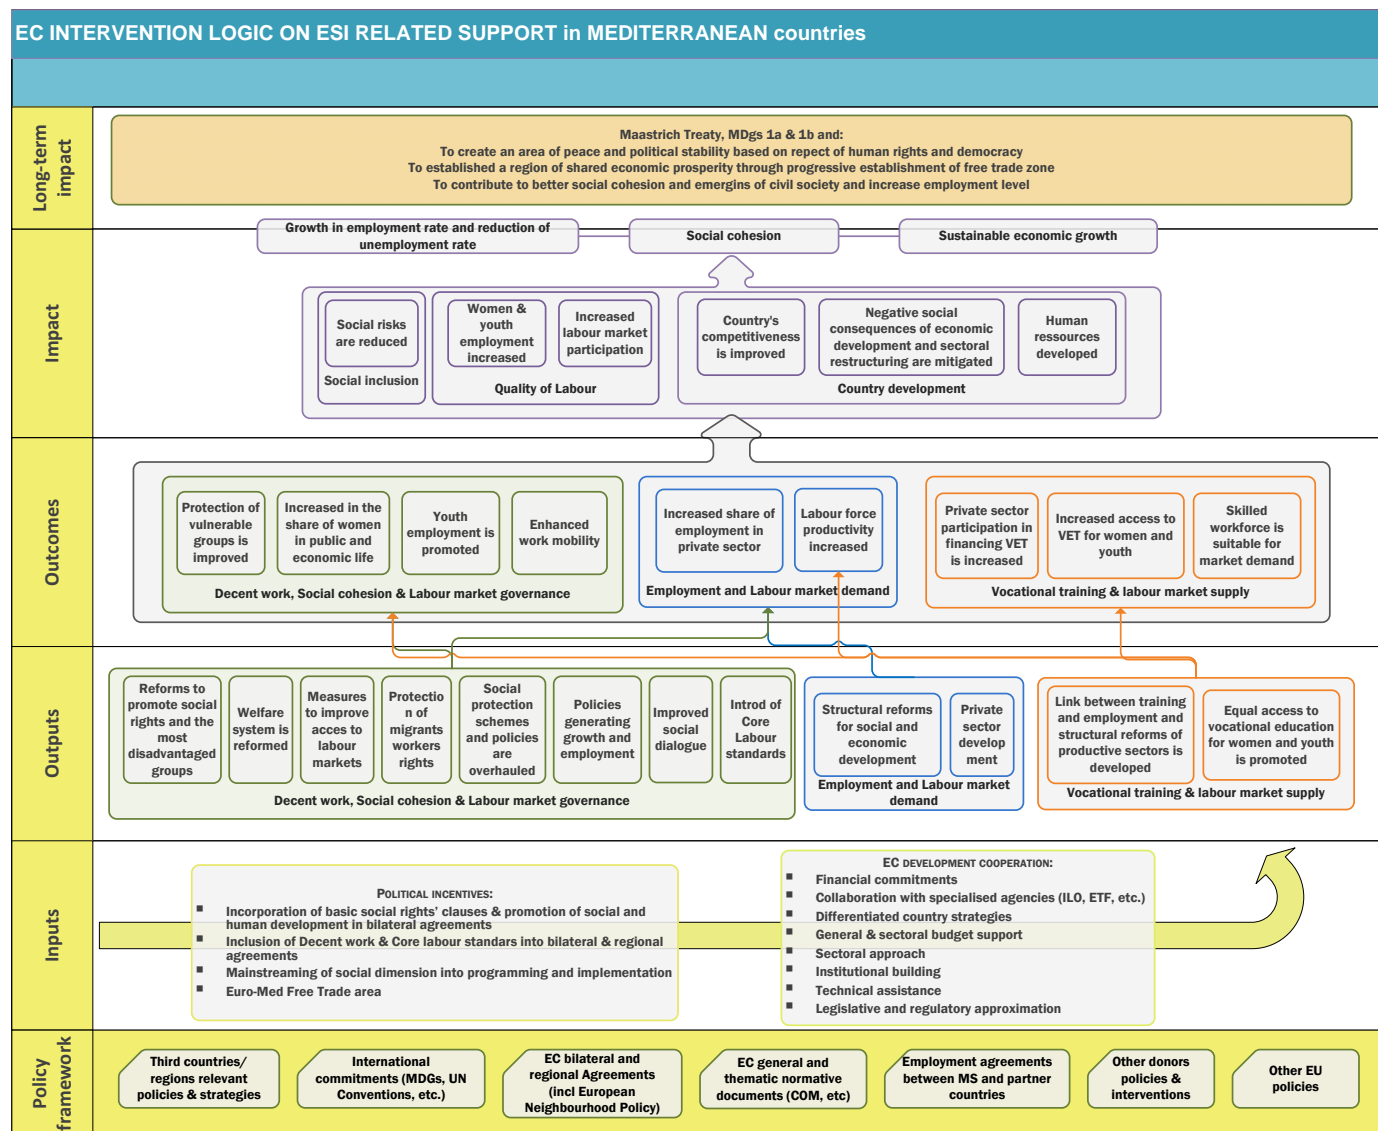 EC INTERVENTION LOGIC ON ESI RELATED SUPPORT in MEDITERRANEAN countries
Long-term
impact
Maastrich Treaty, MDgs 1a & 1b and:
To create an area of peace and political stability based on repect of human rights and democracy
To established a region of shared economic prosperity through progressive establishment of free trade zone
To contribute to better social cohesion and emergins of civil society and increase employment level
Impact
Growth in employment rate and reduction of
unemployment rate
Social cohesion
Sustainable economic growth
Social risks
are reduced
Social inclusion
Women &
youth
employment
increased
Increased
labour market
participation
Quality of Labour
Country's
competitiveness
is improved
Negative social
consequences of economic
development and sectoral
restructuring are mitigated
Human
ressources
developed
Country development
Outcomes
Protection of
vulnerable
groups is
improved
Increased in the
share of women
in public and
economic life
Youth
employment is
promoted
Enhanced
work mobility
Decent work, Social cohesion & Labour market governance
Increased share of
employment in
private sector
Labour force
productivity
increased
Employment and Labour market demand
Private sector
participation in
financing VET
is increased
Increased access to
VET for women and
youth
Skilled
workforce is
suitable for
market demand
Vocational training & labour market supply
Outputs
Reforms to
promote social
rights and the
most
disadvantaged
groups
Welfare
system is
reformed
Measures
to improve
acces to
labour
markets
Protectio
n of
migrants
workers
rights
Social
protection
schemes
and policies
are
overhauled
Policies
generating
growth and
employment
Improved
social
dialogue
Introd of
Core
Labour
standards
Decent work, Social cohesion & Labour market governance
Structural reforms
for social and
economic
development
Private
sector
develop
ment
Employment and Labour market
demand
Link between training
and employment and
structural reforms of
productive sectors is
developed
Equal access to
vocational education
for women and youth
is promoted
Vocational training & labour market supply
Inputs
POLITICAL INCENTIVES:
▪ Incorporation of basic social rights’ clauses & promotion of social and
human development in bilateral agreements
▪ Inclusion of Decent work & Core labour standars into bilateral & regional
agreements
▪ Mainstreaming of social dimension into programming and implementation
▪ Euro-Med Free Trade area
EC DEVELOPMENT COOPERATION:
▪ Financial commitments
▪ Collaboration with specialised agencies (ILO, ETF, etc.)
▪ Differentiated country strategies
▪ General & sectoral budget support
▪ Sectoral approach
▪ Institutional building
▪ Technical assistance
▪ Legislative and regulatory approximation
Policy
framework
Third countries/
regions relevant
policies & strategies
International
commitments (MDGs, UN
Conventions, etc.)
EC bilateral and
regional Agreements
(incl European
Neighbourhood Policy)
EC general and
thematic normative
documents (COM, etc)
Employment agreements
between MS and partner
countries
Other donors
policies &
interventions
Other EU
policies